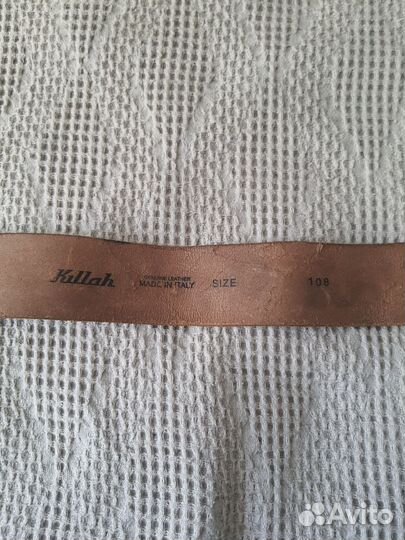 Killah
GENUINE LEATHER
MADE IN ITALY
SIZE
108
Avito